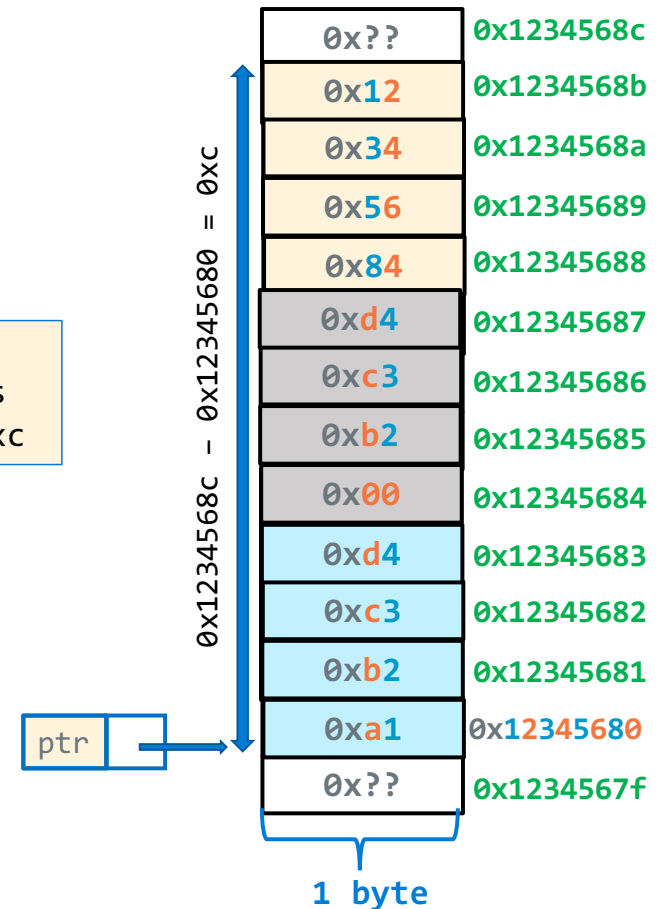 0x?? 0x1234568c
0x12 0x1234568b
0x34 0x1234568a
0x56 0x12345689
0x84 0x12345688
0xd4 0x12345687
0xc3 0x12345686
0xb2 0x12345685
0x00 0x12345684
0xd4 0x12345683
0xc3 0x12345682
0xb2 0x12345681
0xa1 0x12345680
0x?? 0x1234567f
0x1234568c – 0x12345680 = 0xc
s
xc
ptr
1 byte